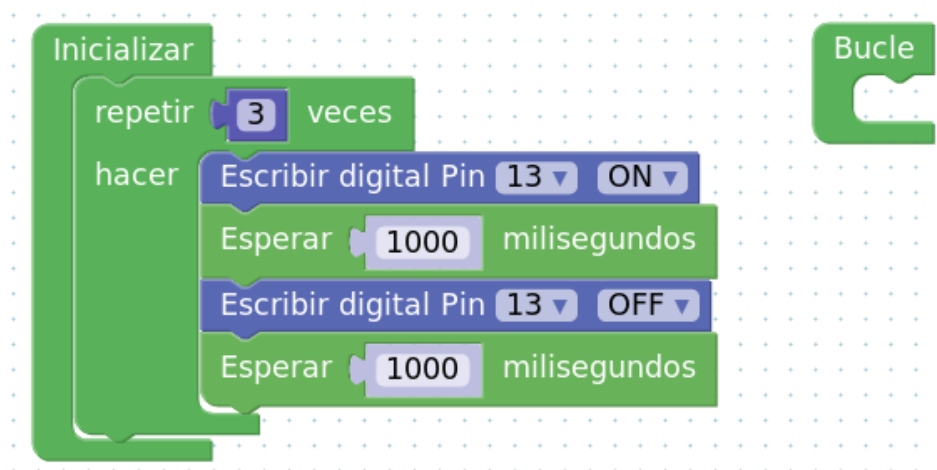 Inicializar
Bucle
repetir 3 veces
hacer
Escribir digital Pin 13 ON
Esperar 1000 milisegundos
Escribir digital Pin 13 OFF
Esperar 1000 milisegundos